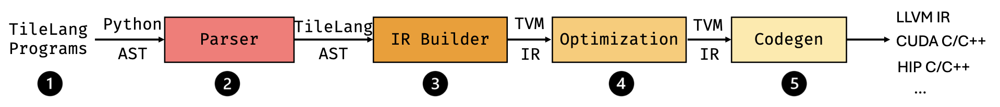 TileLang
Programs
Python
AST
Parser
TileLang
AST
IR Builder
TVM
IR
Optimization
TVM
IR
Codegen
LLVM IR
CUDA C/C++
HIP C/C++
...
1
2
3
4
5